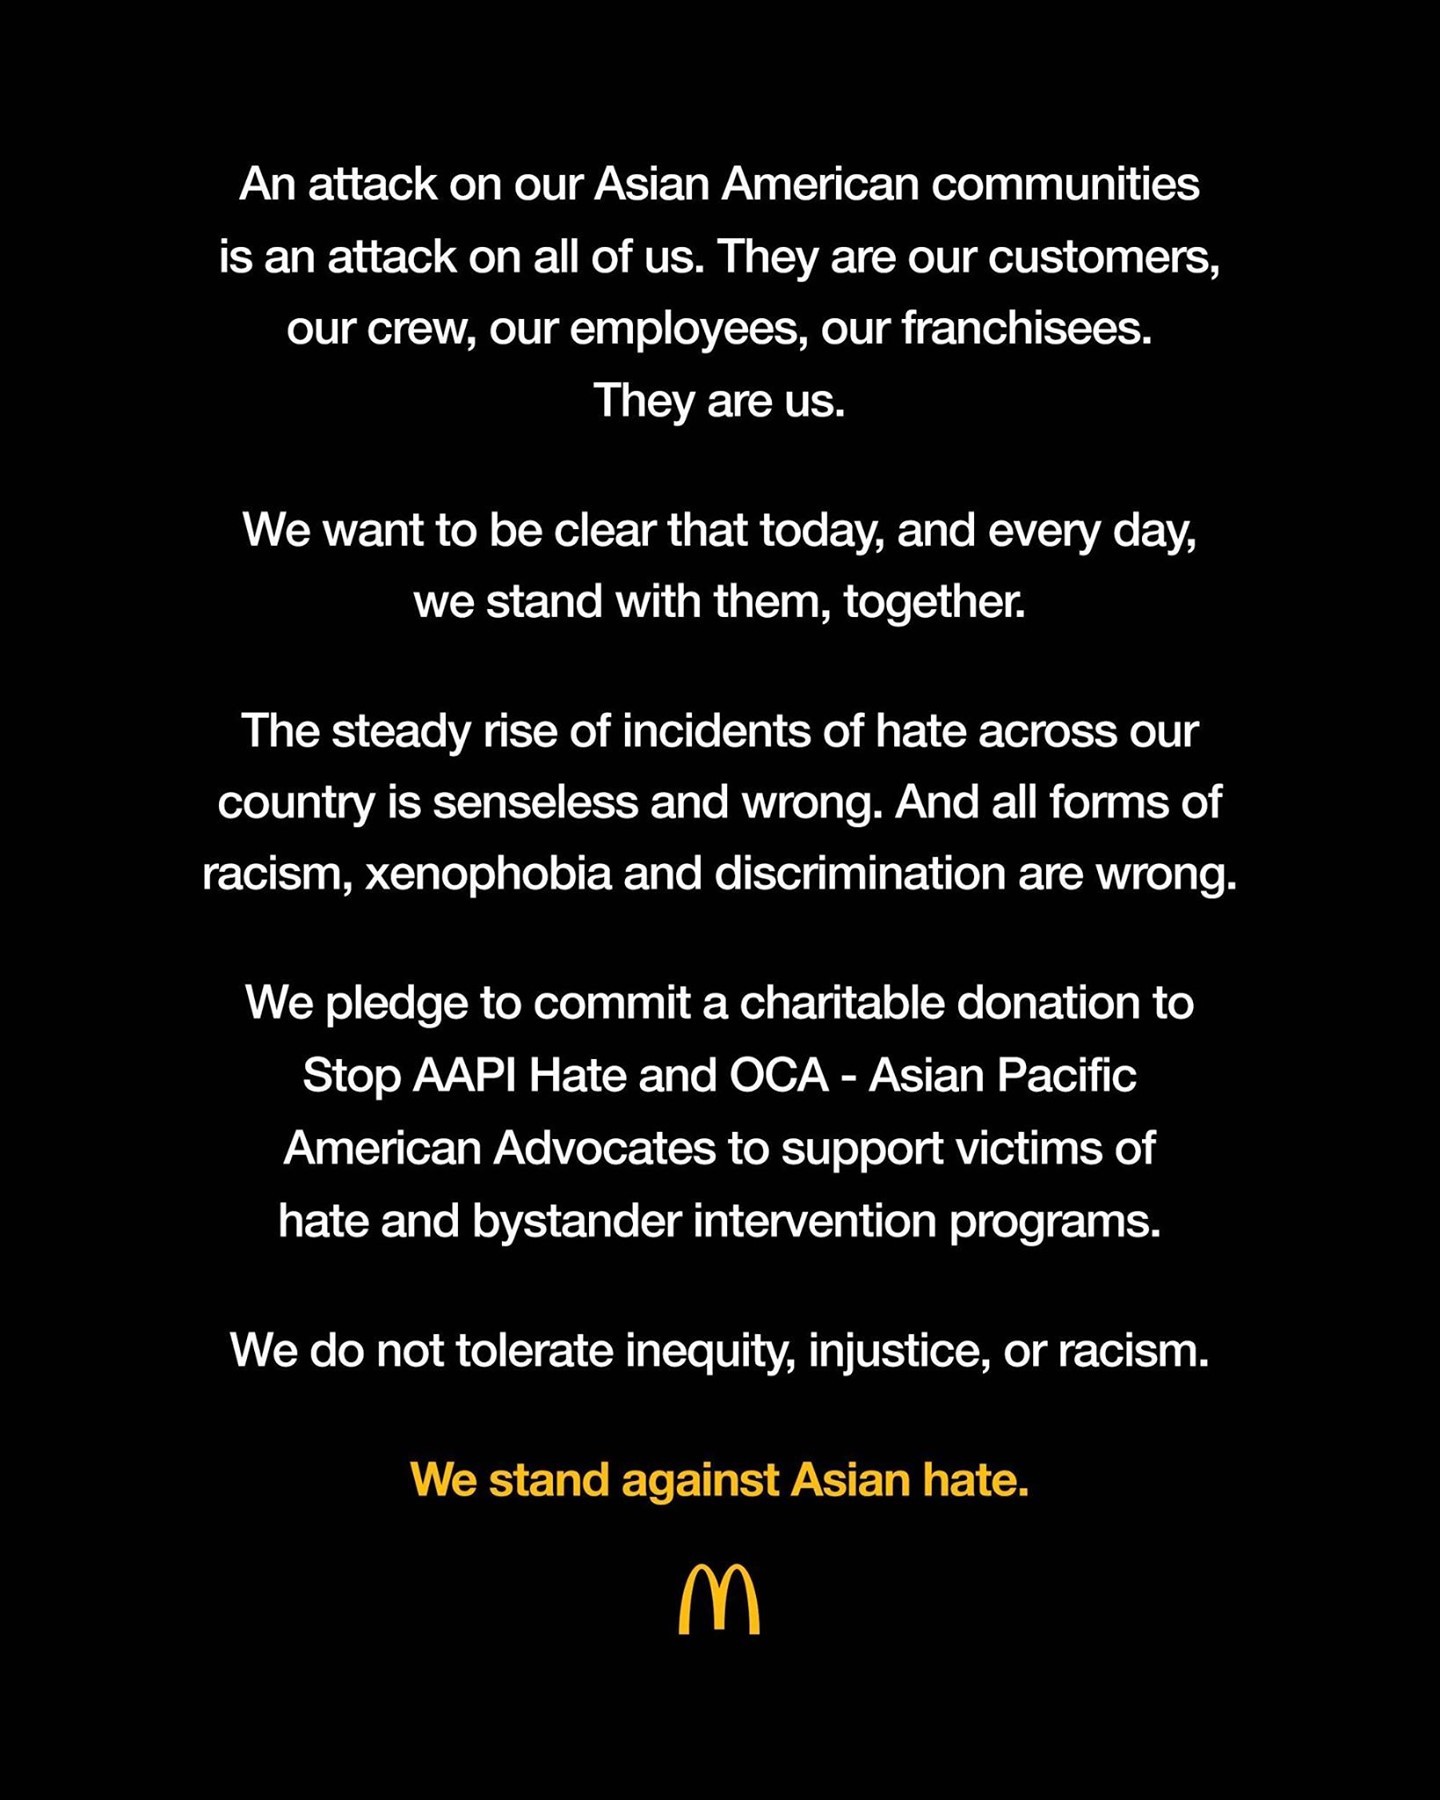 An attack on our Asian American communities
is an attack on all of us. They are our customers,
our crew, our employees, our franchisees.
They are us.
We want to be clear that today, and every day,
we stand with them, together.
The steady rise of incidents of hate across our
country is senseless and wrong. And all forms of
racism, xenophobia and discrimination are wrong.
We pledge to commit a charitable donation to
Stop AAPI Hate and OCA - Asian Pacific
American Advocates to support victims of
hate and bystander intervention programs.
We do not tolerate inequity, injustice, or racism.
We stand against Asian hate.